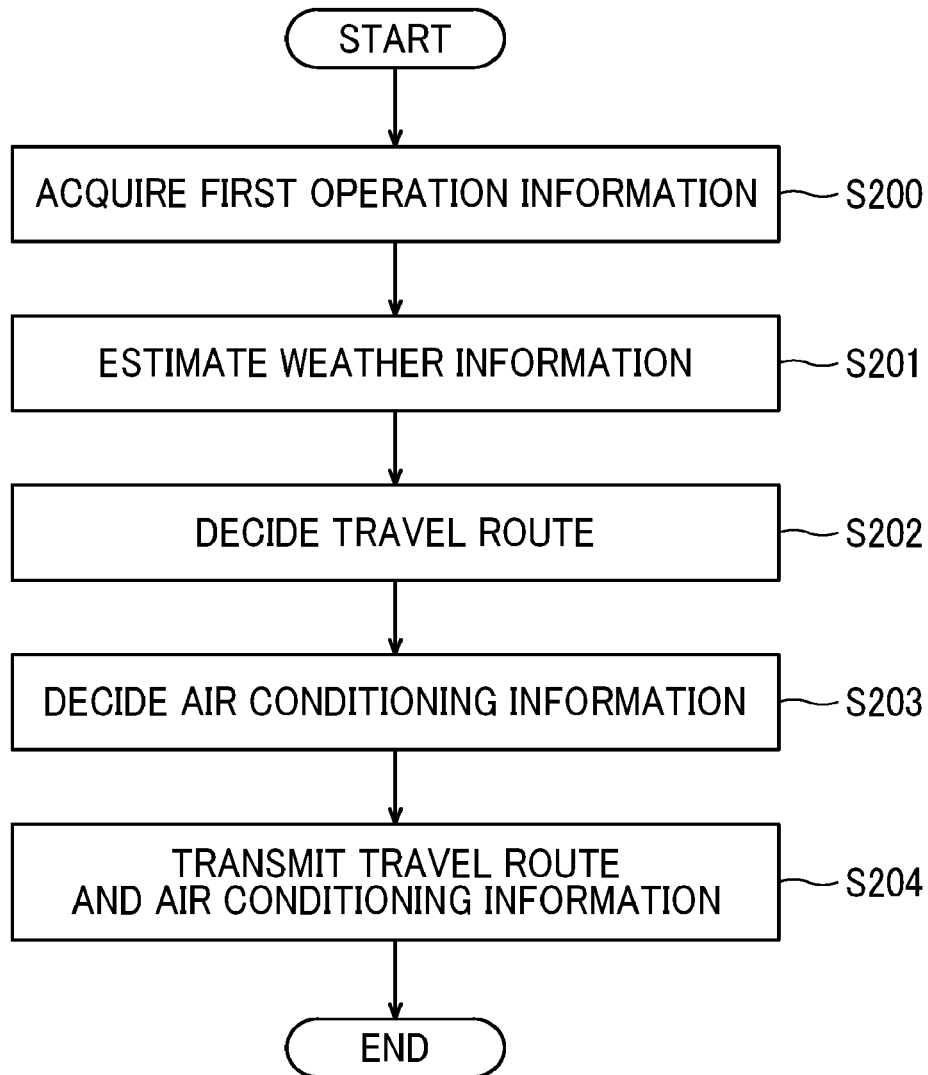 START
ACQUIRE FIRST OPERATION INFORMATION
S200
ESTIMATE WEATHER INFORMATION
S201
DECIDE TRAVEL ROUTE
S202
DECIDE AIR CONDITIONING INFORMATION
S203
TRANSMIT TRAVEL ROUTE
AND AIR CONDITIONING INFORMATION
S204
END